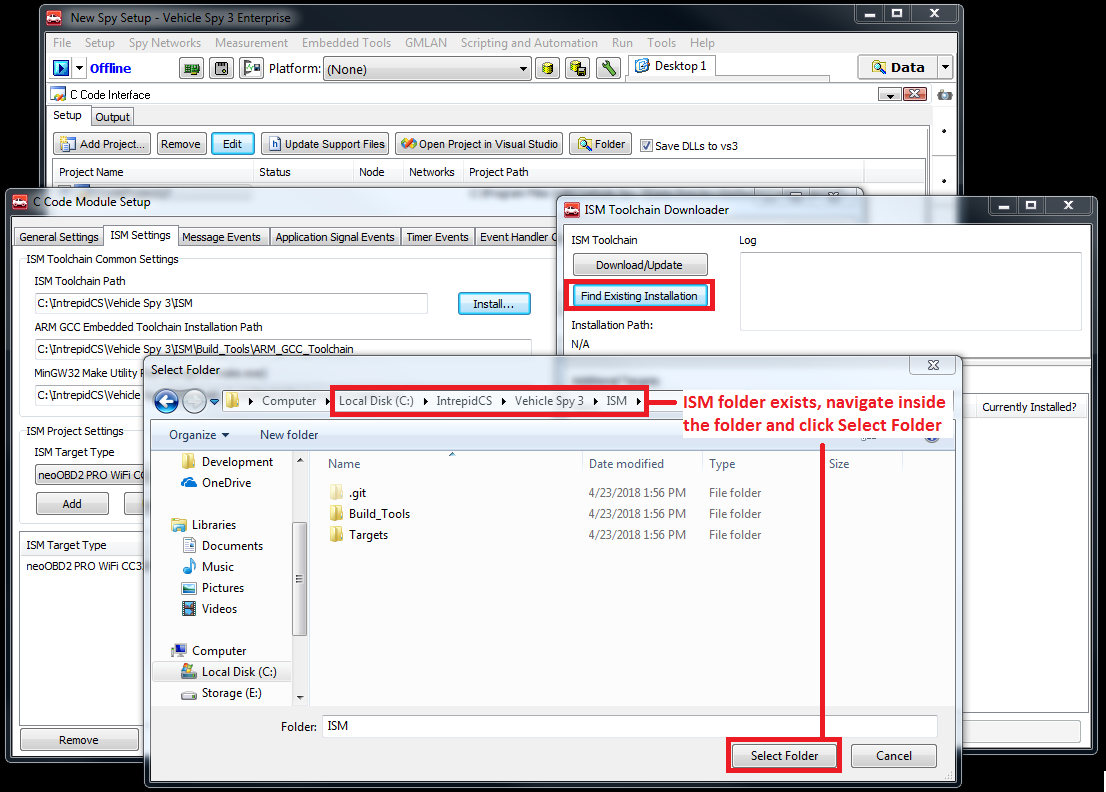 New Spy Setup - Vehicle Spy 3 Enterprise
File Setup Spy Networks Measurement Embedded Tools GMLAN Scripting and Automation Run Tools Help
Offline Platform: (None) Desktop 1 Data
C Code Interface
Setup Output
Add Project... Remove Edit Update Support Files Open Project in Visual Studio Folder Save DLLs to vs3
Project Name Status Node Networks Project Path
C Code Module Setup
General Settings ISM Settings Message Events Application Signal Events Timer Events Event Handler
ISM Toolchain Common Settings
ISM Toolchain Path
C:\IntrepidCS\Vehicle Spy 3\ISM
Install...
ARM GCC Embedded Toolchain Installation Path
C:\IntrepidCS\Vehicle Spy 3\ISM\Build_Tools\ARM_GCC_Toolchain
MinGW32 Make Utility
C:\Int
ISM Project Settings
ISM Target Type
neoOBD2 PRO WiFi CC
Add
ISM Target Type
neoOBD2 PRO WiFi CC3
Remove
ISM Toolchain Downloader
ISM Toolchain
Log
Download/Update
Find Existing Installation
Installation Path:
N/A
Currently Installed?
Select Folder
Computer Local Disk (C:) IntrepidCS Vehicle Spy 3 ISM
ISM folder exists, navigate inside
the folder and click Select Folder
Organize New folder
Development
OneDrive
Libraries
Documents
Music
Pictures
Videos
Computer
Local Disk (C:)
Storage (E:)
Name Date modified Type Size
.git 4/23/2018 1:56 PM File folder
Build_Tools 4/23/2018 1:56 PM File folder
Targets 4/23/2018 1:56 PM File folder
Folder: ISM
Select Folder Cancel